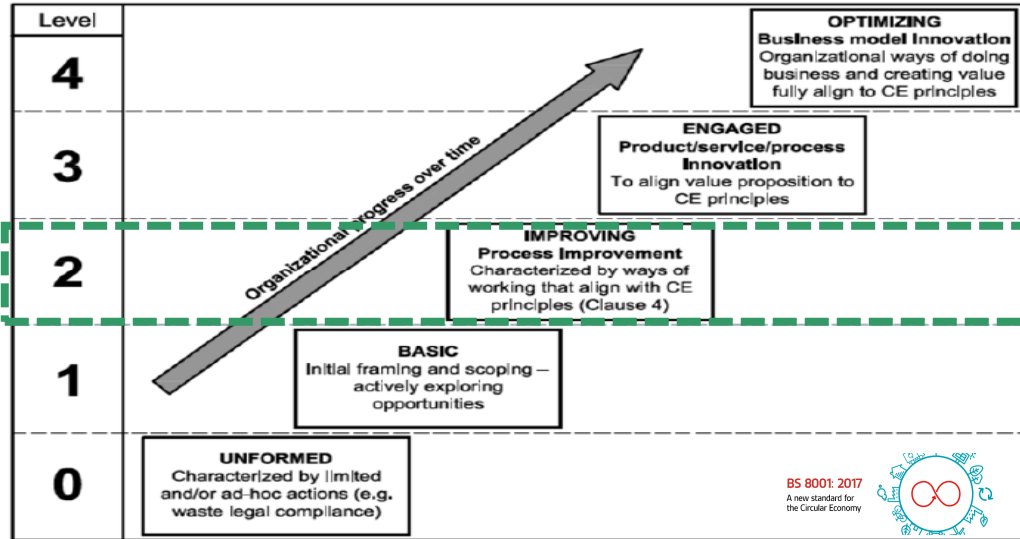 Level
4
OPTIMIZING
Business model Innovation
Organizational ways of doing
business and creating value
fully align to CE principles
3
ENGAGED
Product/service/process
Innovation
To align value proposition to
CE principles
Organizational progress over time
2
IMPROVING
Process Improvement
Characterized by ways of
working that align with CE
principles (Clause 4)
1
BASIC
Initial framing and scoping –
actively exploring
opportunities
0
UNFORMED
Characterized by limited
and/or ad-hoc actions (e.g.
waste legal compliance)
BS 8001: 2017
A new standard for
the Circular Economy